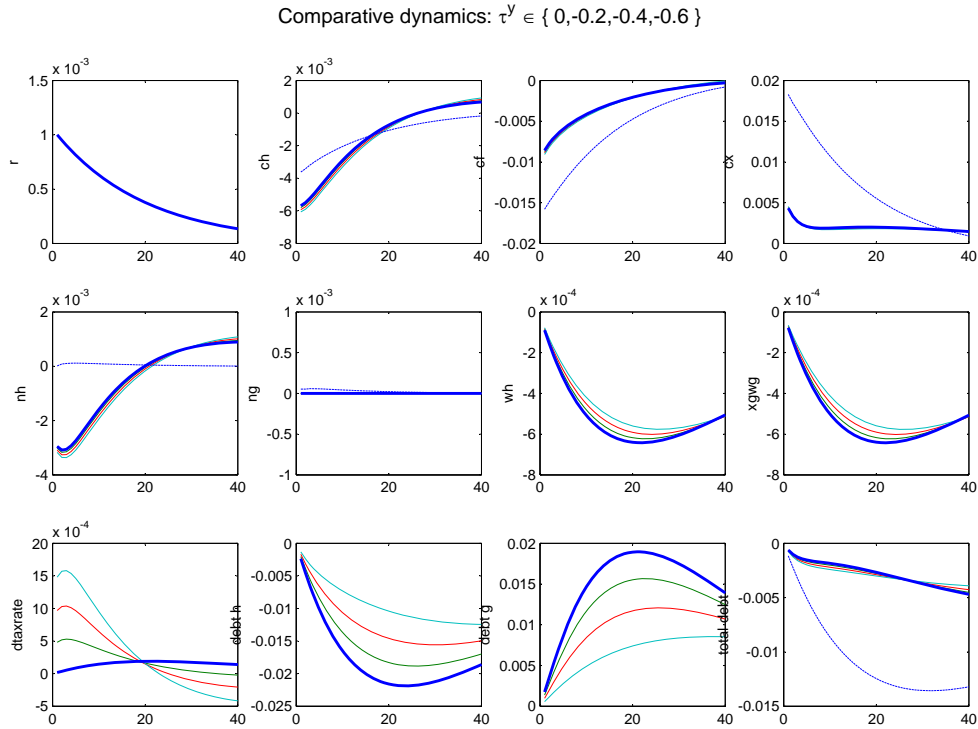 Comparative dynamics: τ^y ∈ { 0,-0.2,-0.4,-0.6 }
x 10^-3
1.5
1
0.5
0
0 20 40
r
x 10^-3
2
0
-2
-4
-6
-8
0 20 40
ch
0
-0.005
-0.01
-0.015
-0.02
0 20 40
cf
0.02
0.015
0.01
0.005
0
0 20 40
cx
x 10^-3
2
0
-2
-4
0 20 40
nh
x 10^-3
1
0.5
0
-0.5
-1
0 20 40
ng
x 10^-4
0
-2
-4
-6
-8
0 20 40
wh
x 10^-4
0
-2
-4
-6
-8
0 20 40
xgwg
x 10^-4
20
15
10
5
0
-5
0 20 40
dtaxrate
0
-0.005
-0.01
-0.015
-0.02
-0.025
0 20 40
debt h
0.02
0.015
0.01
0.005
0
0 20 40
debt g
0
-0.005
-0.01
-0.015
0 20 40
total debt